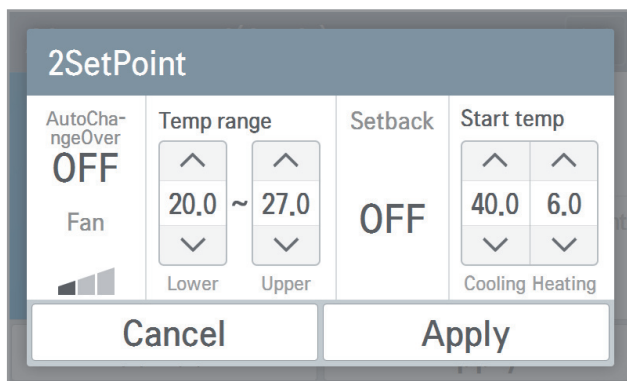 2SetPoint
AutoCha-
ngeOver
OFF
Fan
Temp range
20.0 ~ 27.0
Lower Upper
Setback
OFF
Start temp
40.0 6.0
Cooling Heating
Cancel Apply